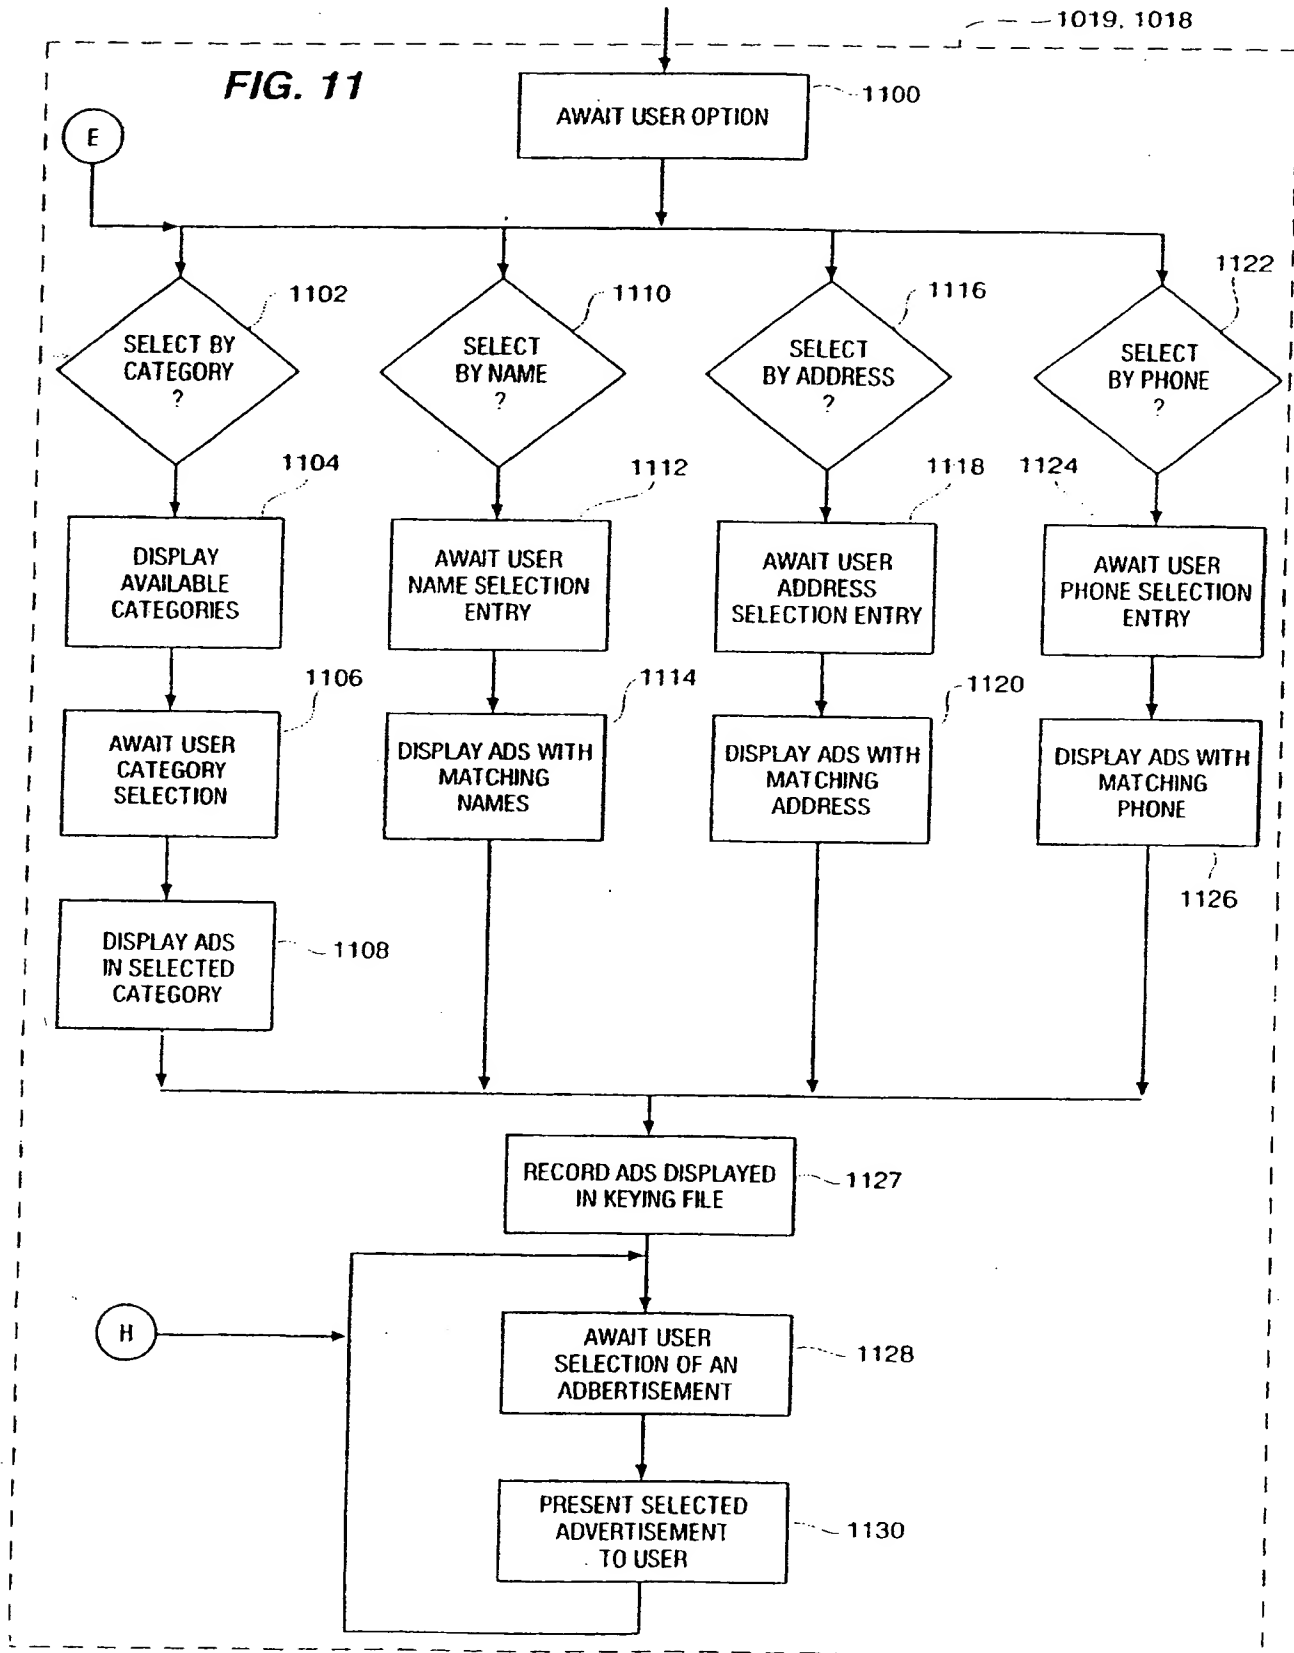 1019, 1018
FIG. 11
1100
AWAIT USER OPTION
E
1102
SELECT BY
CATEGORY
?
1110
SELECT
BY NAME
?
1116
SELECT
BY ADDRESS
?
1122
SELECT
BY PHONE
?
1104
DISPLAY
AVAILABLE
CATEGORIES
1112
AWAIT USER
NAME SELECTION
ENTRY
1118
AWAIT USER
ADDRESS
SELECTION ENTRY
1124
AWAIT USER
PHONE SELECTION
ENTRY
1106
AWAIT USER
CATEGORY
SELECTION
1114
DISPLAY ADS WITH
MATCHING
NAMES
1120
DISPLAY ADS WITH
MATCHING
ADDRESS
DISPLAY ADS WITH
MATCHING
PHONE
1126
DISPLAY ADS
IN SELECTED
CATEGORY
1108
RECORD ADS DISPLAYED
IN KEYING FILE
1127
H
AWAIT USER
SELECTION OF AN
ADBERTISEMENT
1128
PRESENT SELECTED
ADVERTISEMENT
TO USER
1130